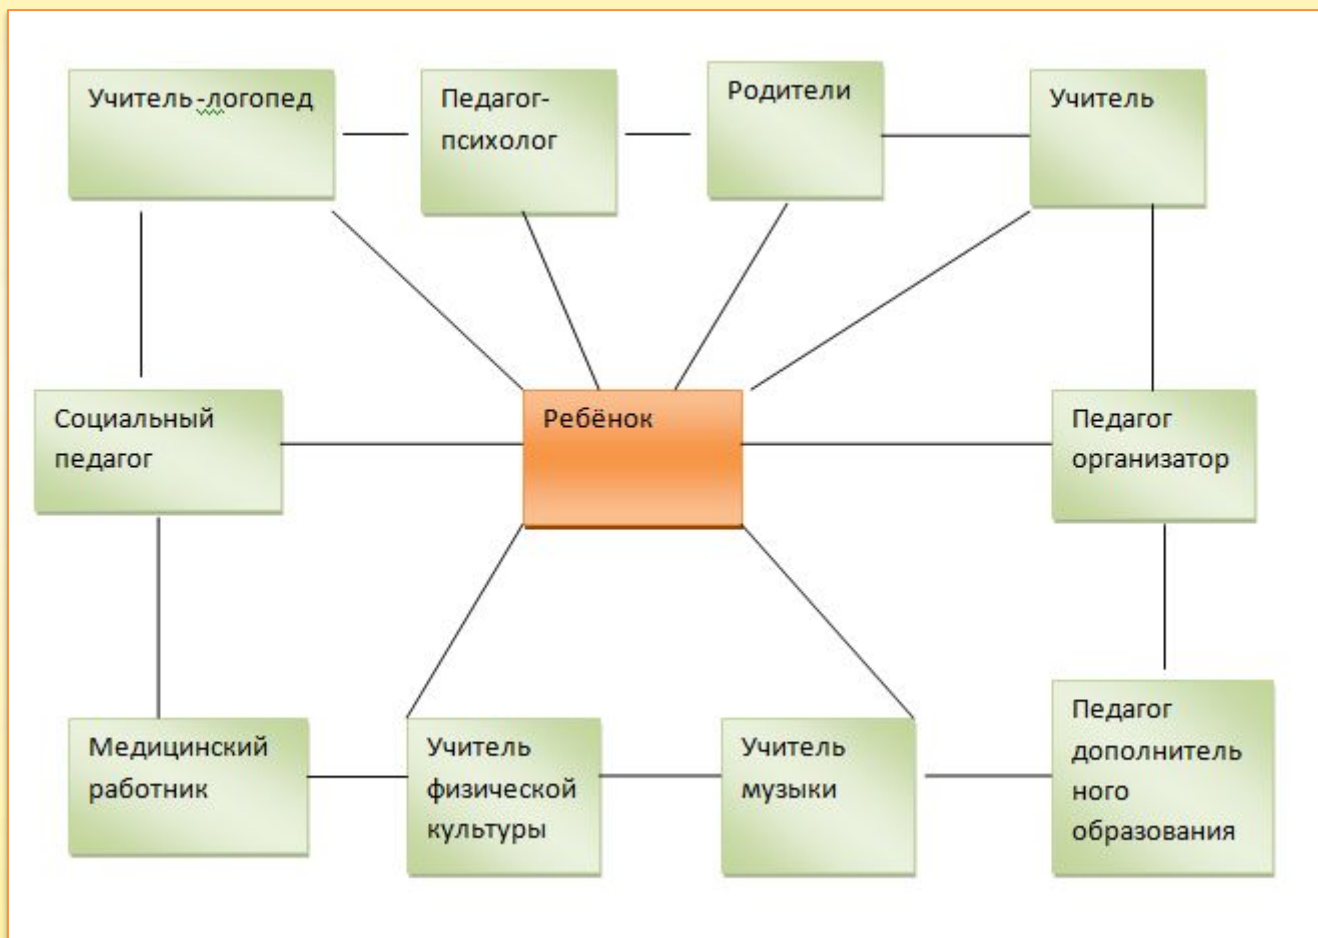 Учитель-логопед
Педагог-
психолог
Родители
Учитель
Социальный
педагог
Ребёнок
Педагог
организатор
Медицинский
работник
Учитель
физической
культуры
Учитель
музыки
Педагог
дополнитель
ного
образования